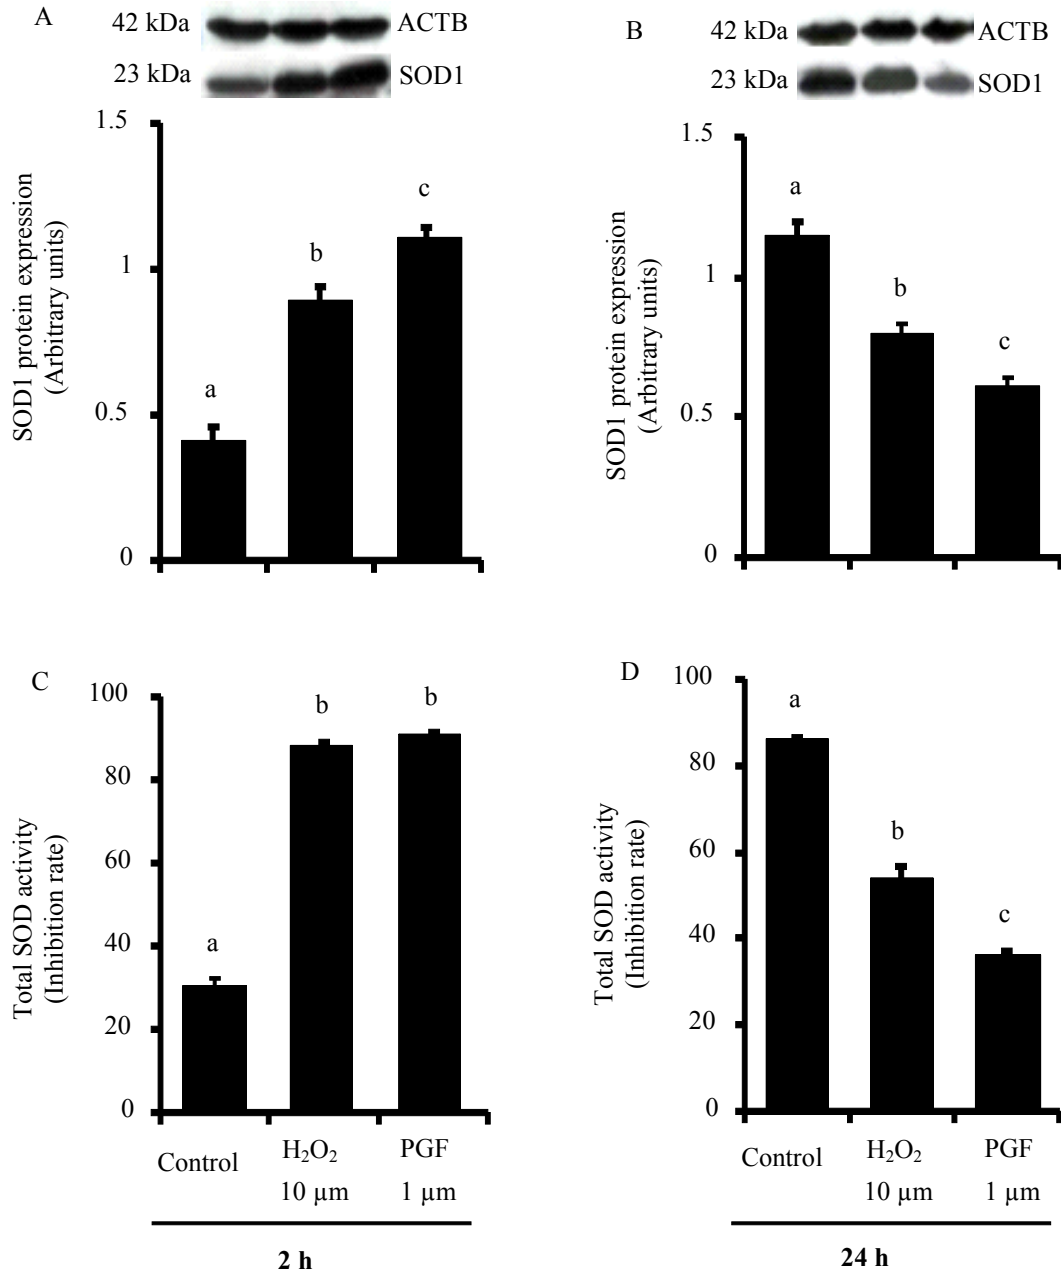 A
42 kDa ACTB
23 kDa SOD1
1.5
1
0.5
0
SOD1 protein expression
(Arbitrary units)
a
b
c
B
42 kDa ACTB
23 kDa SOD1
1.5
1
0.5
0
SOD1 protein expression
(Arbitrary units)
a
b
c
C
100
80
60
40
20
0
Total SOD activity
(Inhibition rate)
a
b
b
Control H₂O₂ PGF
10 µm 1 µm
2 h
D
100
80
60
40
20
0
Total SOD activity
(Inhibition rate)
a
b
c
Control H₂O₂ PGF
10 µm 1 µm
24 h